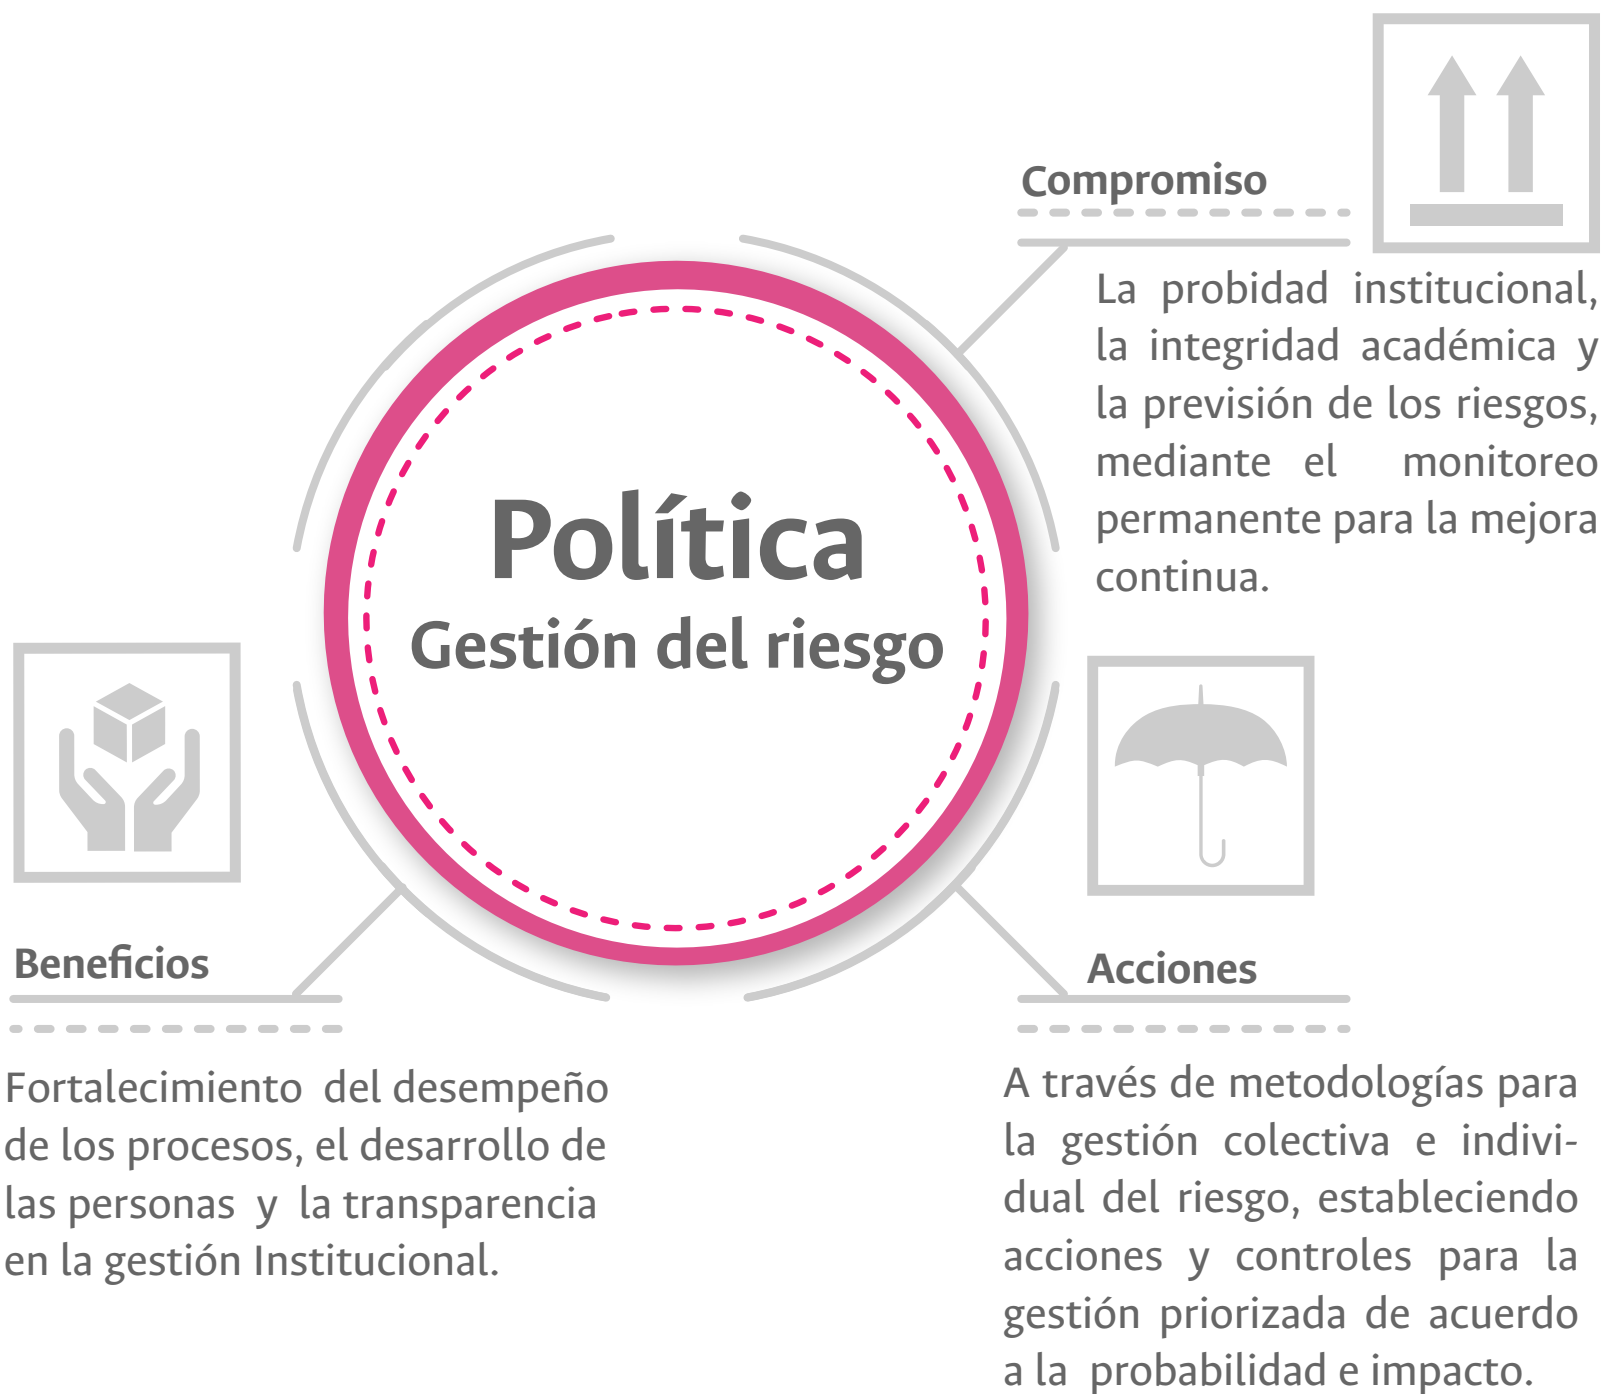 Política
Gestión del riesgo
Compromiso
La probidad institucional,
la integridad académica y
la previsión de los riesgos,
mediante el monitoreo
permanente para la mejora
continua.
Acciones
A través de metodologías para
la gestión colectiva e indivi-
dual del riesgo, estableciendo
acciones y controles para la
gestión priorizada de acuerdo
a la probabilidad e impacto.
Beneficios
Fortalecimiento del desempeño
de los procesos, el desarrollo de
las personas y la transparencia
en la gestión Institucional.